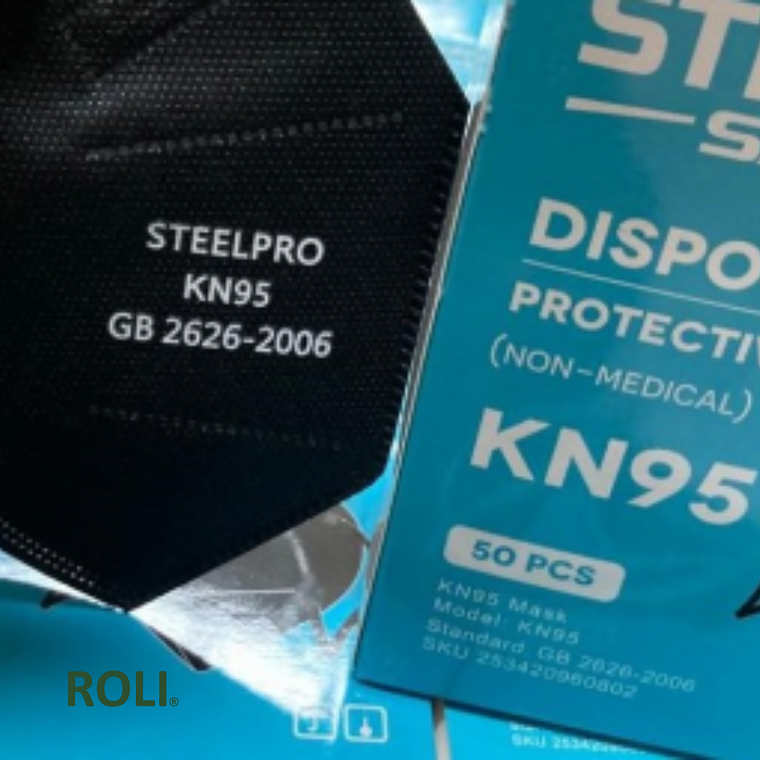 STEELPRO
KN95
GB 2626-2006
DISPO
PROTECTIV
(NON-MEDICAL)
KN95
50 PCS
KN95 Mask
Model: KN95
Standard: GB 2626-2006
SKU 253420960802
ROLI®